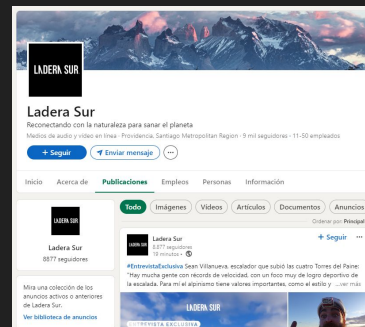 LADERA SUR
Ladera Sur
Reconectando con la naturaleza para sanar el planeta
Medios de audio y vídeo en línea · Providencia, Santiago Metropolitan Region · 9 mil seguidores · 11-50 empleados
+ Seguir
Enviar mensaje
Inicio Acerca de Publicaciones Empleos Personas Información
LADERA SUR
Ladera Sur
8877 seguidores
Mira una colección de los
anuncios activos o anteriores
de Ladera Sur.
Ver biblioteca de anuncios
Todo Imágenes Vídeos Artículos Documentos Anuncios
Ordenar por: Principal
LADERA SUR
Ladera Sur
8.877 seguidores
19 minutos •
+ Seguir
#EntrevistaExclusiva Sean Villanueva, escalador que subió las cuatro Torres del Paine:
"Hay mucha gente con récords de velocidad, con un foco muy de logro deportivo de
la escalada. Para mí el alpinismo tiene valores importantes, como el estilo y ...ver más
LADERA SUR
ENTREVISTA EXCLUSIVA